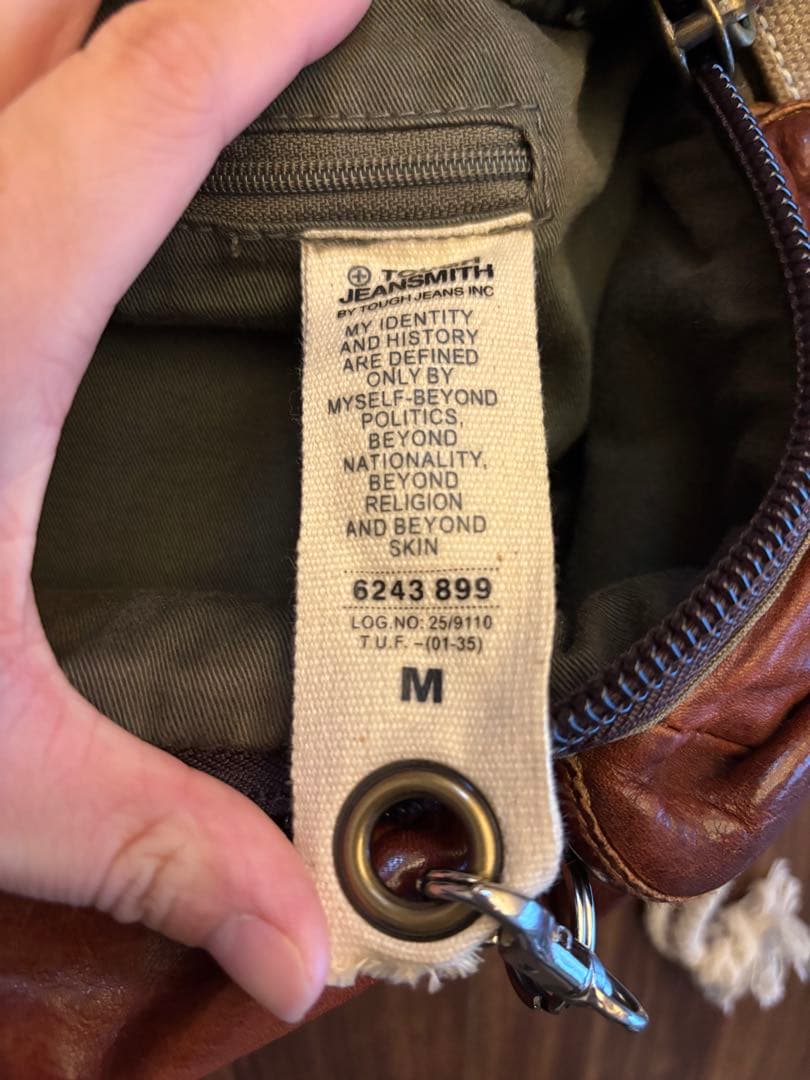 TOUGH
JEANSMITH
BY TOUGH JEANS INC
MY IDENTITY
AND HISTORY
ARE DEFINED
ONLY BY
MYSELF-BEYOND
POLITICS,
BEYOND
NATIONALITY,
BEYOND
RELIGION
AND BEYOND
SKIN
6243 899
LOG.NO: 25/9110
T.U.F. -(01-35)
M